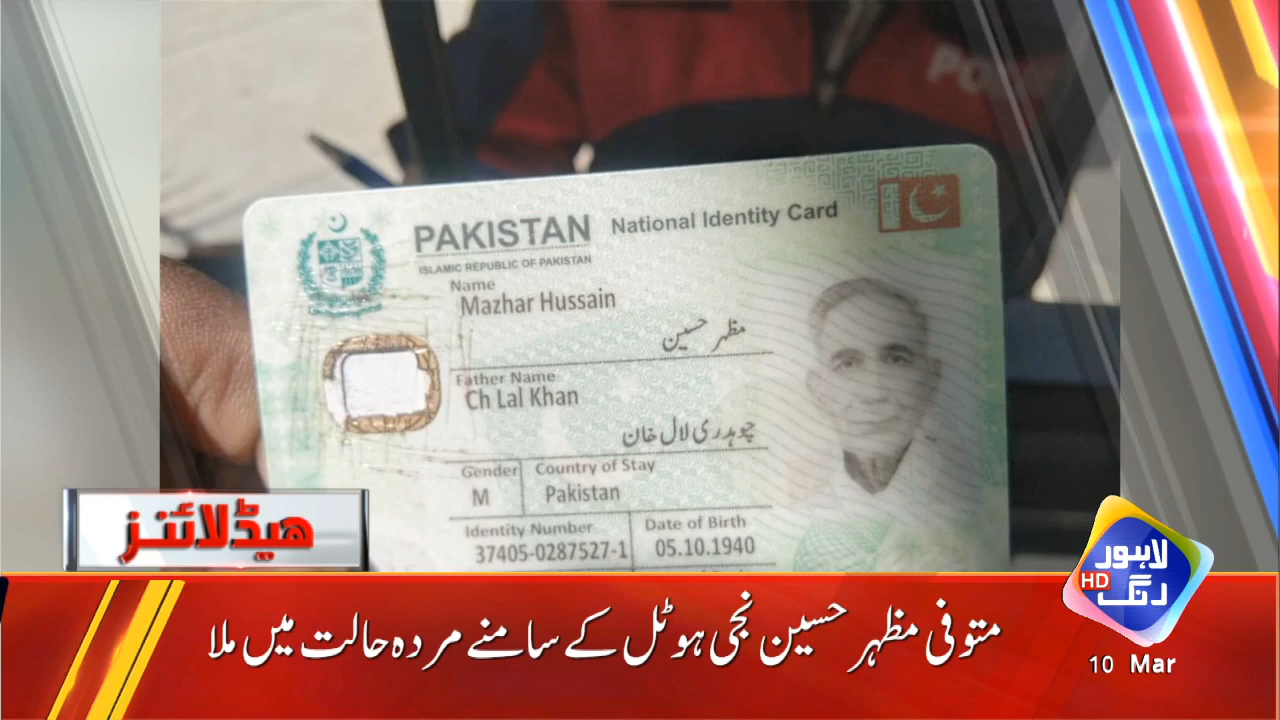 PAKISTAN National Identity Card
ISLAMIC REPUBLIC OF PAKISTAN
Name
Mazhar Hussain
مظہر حسین
Father Name
Ch Lal Khan
چوہدری لال خان
Gender Country of Stay
M Pakistan
Identity Number Date of Birth
37405-0287527-1 05.10.1940
ہیڈلائنز
لاہور
HD رنگ
متوفی مظہر حسین نجی ہوٹل کے سامنے مردہ حالت میں ملا
10 Mar